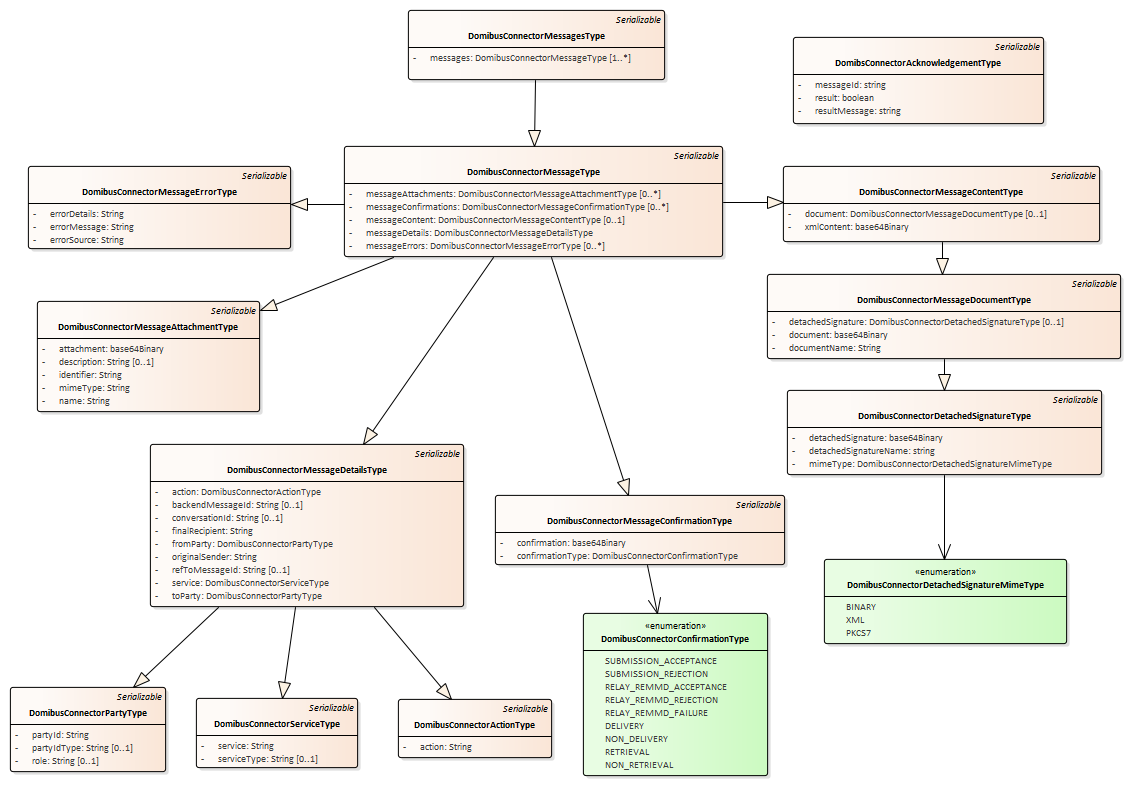 Serializable
DomibusConnectorMessagesType
- messages: DomibusConnectorMessageType [1..*]
Serializable
DomibsConnectorAcknowledgementType
- messageId: string
- result: boolean
- resultMessage: string
Serializable
DomibusConnectorMessageErrorType
- errorDetails: String
- errorMessage: String
- errorSource: String
Serializable
DomibusConnectorMessageType
- messageAttachments: DomibusConnectorMessageAttachmentType [0..*]
- messageConfirmations: DomibusConnectorMessageConfirmationType [0..*]
- messageContent: DomibusConnectorMessageContentType [0..1]
- messageDetails: DomibusConnectorMessageDetailsType
- messageErrors: DomibusConnectorMessageErrorType [0..*]
Serializable
DomibusConnectorMessageContentType
- document: DomibusConnectorMessageDocumentType [0..1]
- xmlContent: base64Binary
Serializable
DomibusConnectorMessageDocumentType
- detachedSignature: DomibusConnectorDetachedSignatureType [0..1]
- document: base64Binary
- documentName: String
Serializable
DomibusConnectorMessageAttachmentType
- attachment: base64Binary
- description: String [0..1]
- identifier: String
- mimeType: String
- name: String
Serializable
DomibusConnectorDetachedSignatureType
- detachedSignature: base64Binary
- detachedSignatureName: string
- mimeType: DomibusConnectorDetachedSignatureMimeType
Serializable
DomibusConnectorMessageDetailsType
- action: DomibusConnectorActionType
- backendMessageId: String [0..1]
- conversationId: String [0..1]
- finalRecipient: String
- fromParty: DomibusConnectorPartyType
- originalSender: String
- refToMessageId: String [0..1]
- service: DomibusConnectorServiceType
- toParty: DomibusConnectorPartyType
Serializable
DomibusConnectorMessageConfirmationType
- confirmation: base64Binary
- confirmationType: DomibusConnectorConfirmationType
«enumeration»
DomibusConnectorDetachedSignatureMimeType
BINARY
XML
PKCS7
«enumeration»
DomibusConnectorConfirmationType
SUBMISSION_ACCEPTANCE
SUBMISSION_REJECTION
RELAY_REMMD_ACCEPTANCE
RELAY_REMMD_REJECTION
RELAY_REMMD_FAILURE
DELIVERY
NON_DELIVERY
RETRIEVAL
NON_RETRIEVAL
Serializable
DomibusConnectorPartyType
- partyId: String
- partyIdType: String [0..1]
- role: String [0..1]
Serializable
DomibusConnectorServiceType
- service: String
- serviceType: String [0..1]
Serializable
DomibusConnectorActionType
- action: String